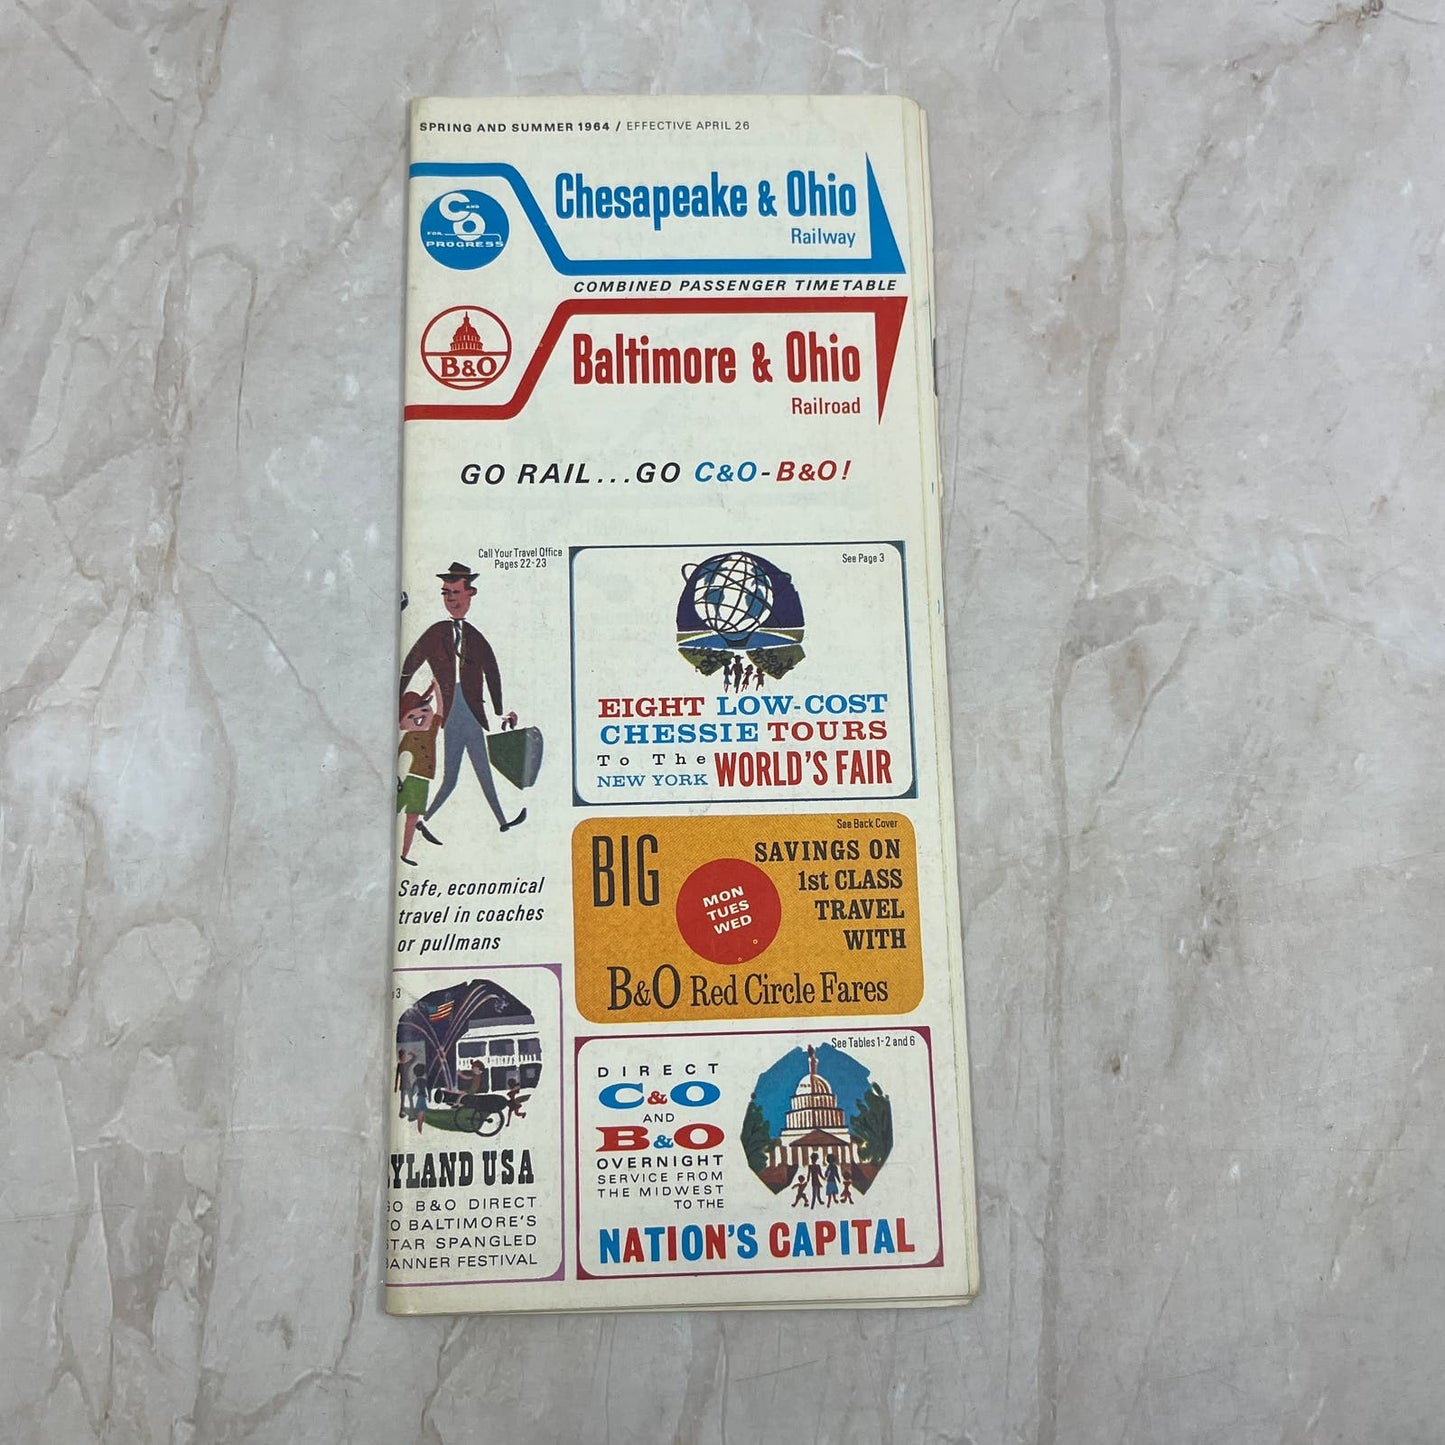 SPRING AND SUMMER 1964 / EFFECTIVE APRIL 26
C AND O
FOR
PROGRESS
Chesapeake & Ohio
Railway
COMBINED PASSENGER TIMETABLE
B&O
Baltimore & Ohio
Railroad
GO RAIL...GO C&O-B&O!
Call Your Travel Office
Pages 22-23
Safe, economical
travel in coaches
or pullmans
See Page 3
EIGHT LOW-COST
CHESSIE TOURS
To The
NEW YORK WORLD'S FAIR
See Back Cover
BIG
MON
TUES
WED
SAVINGS ON
1st CLASS
TRAVEL
WITH
B&O Red Circle Fares
3
YLAND USA
GO B&O DIRECT
TO BALTIMORE'S
STAR SPANGLED
BANNER FESTIVAL
See Tables 1-2 and 6
DIRECT
C&O
AND
B&O
OVERNIGHT
SERVICE FROM
THE MIDWEST
TO THE
NATION'S CAPITAL